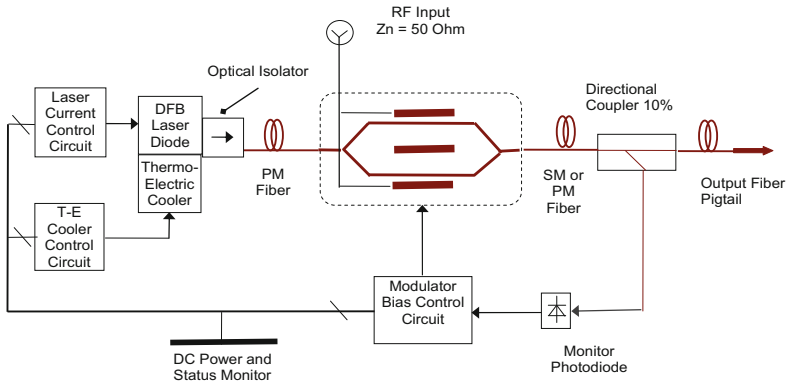 RF Input
Zn = 50 Ohm
Optical Isolator
Laser
Current
Control
Circuit
DFB
Laser
Diode
Thermo-
Electric
Cooler
PM
Fiber
Directional
Coupler 10%
SM or
PM
Fiber
Output Fiber
Pigtail
T-E
Cooler
Control
Circuit
Modulator
Bias Control
Circuit
Monitor
Photodiode
DC Power and
Status Monitor